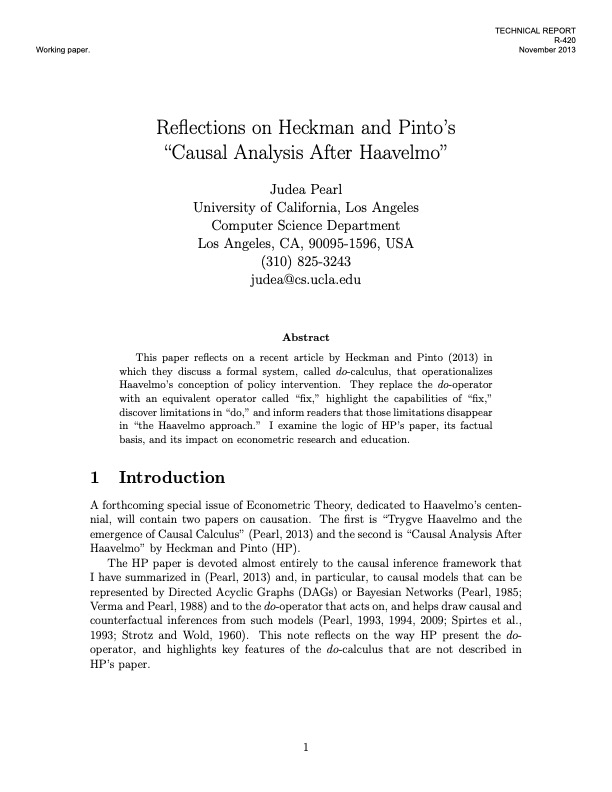 TECHNICAL REPORT
R-420
Working paper.
November 2013
Reflections on Heckman and Pinto's
“Causal Analysis After Haavelmo”
Judea Pearl
University of California, Los Angeles
Computer Science Department
Los Angeles, CA, 90095-1596, USA
(310) 825-3243
judea@cs.ucla.edu
Abstract
This paper reflects on a recent article by Heckman and Pinto (2013) in
which they discuss a formal system, called do-calculus, that operationalizes
Haavelmo's conception of policy intervention. They replace the do-operator
with an equivalent operator called “fix,” highlight the capabilities of “fix,”
discover limitations in “do,” and inform readers that those limitations disappear
in “the Haavelmo approach.” I examine the logic of HP's paper, its factual
basis, and its impact on econometric research and education.
1 Introduction
A forthcoming special issue of Econometric Theory, dedicated to Haavelmo's centen-
nial, will contain two papers on causation. The first is “Trygve Haavelmo and the
emergence of Causal Calculus” (Pearl, 2013) and the second is “Causal Analysis After
Haavelmo” by Heckman and Pinto (HP).
The HP paper is devoted almost entirely to the causal inference framework that
I have summarized in (Pearl, 2013) and, in particular, to causal models that can be
represented by Directed Acyclic Graphs (DAGs) or Bayesian Networks (Pearl, 1985;
Verma and Pearl, 1988) and to the do-operator that acts on, and helps draw causal and
counterfactual inferences from such models (Pearl, 1993, 1994, 2009; Spirtes et al.,
1993; Strotz and Wold, 1960). This note reflects on the way HP present the do-
operator, and highlights key features of the do-calculus that are not described in
HP's paper.
1